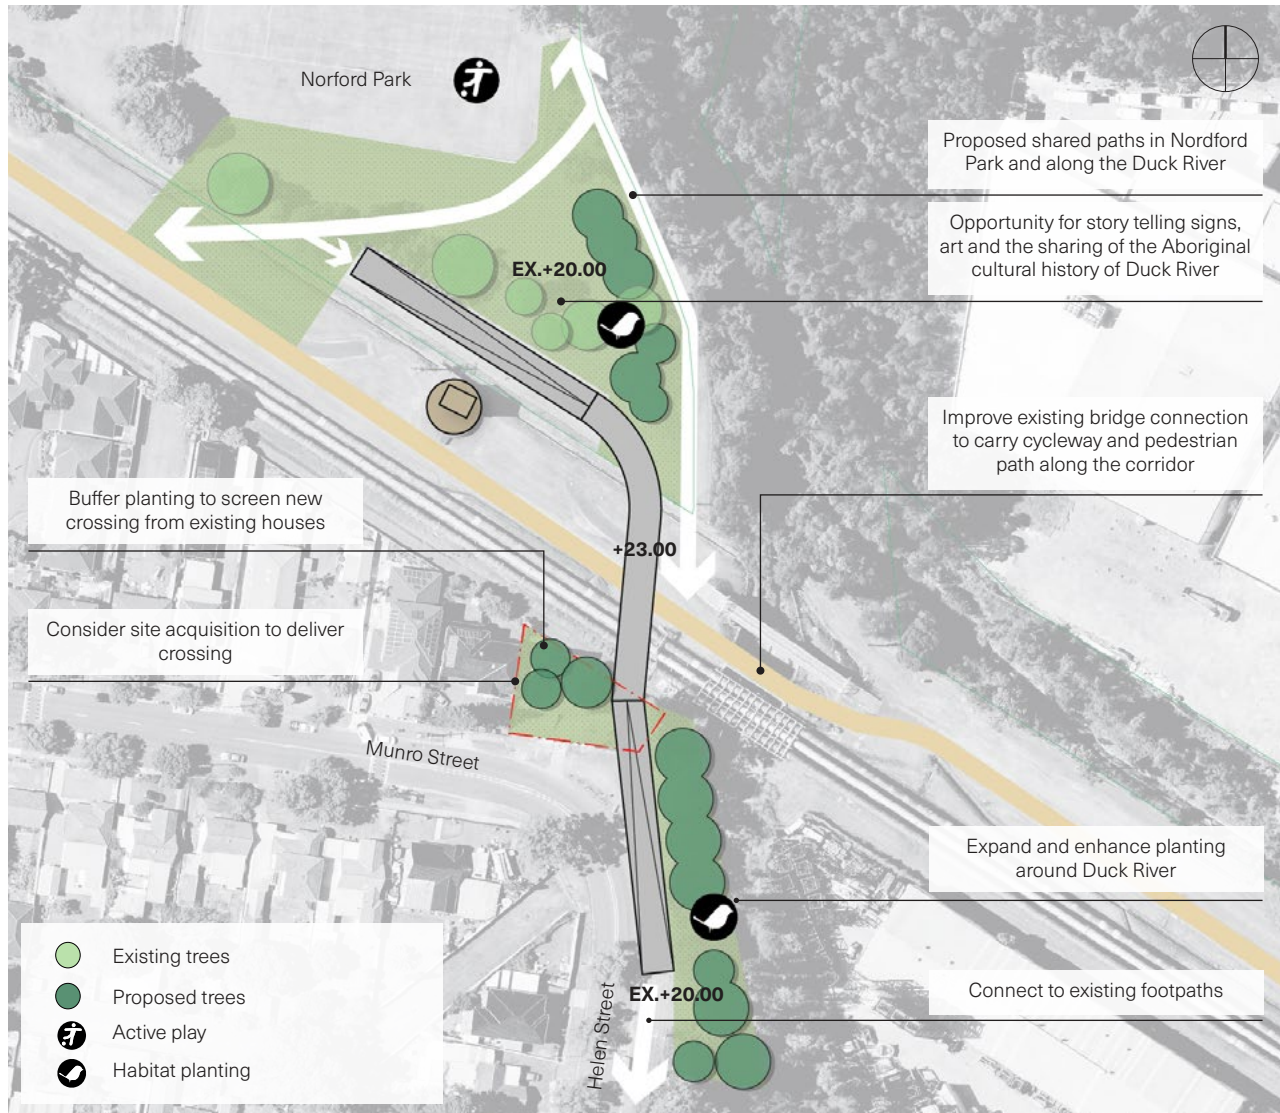 Norford Park
Proposed shared paths in Nordford
Park and along the Duck River
Opportunity for story telling signs,
art and the sharing of the Aboriginal
cultural history of Duck River
EX.+20.00
Improve existing bridge connection
to carry cycleway and pedestrian
path along the corridor
Buffer planting to screen new
crossing from existing houses
+23.00
Consider site acquisition to deliver
crossing
Munro Street
Expand and enhance planting
around Duck River
Existing trees
Proposed trees
Active play
Habitat planting
Helen Street
EX.+20.00
Connect to existing footpaths